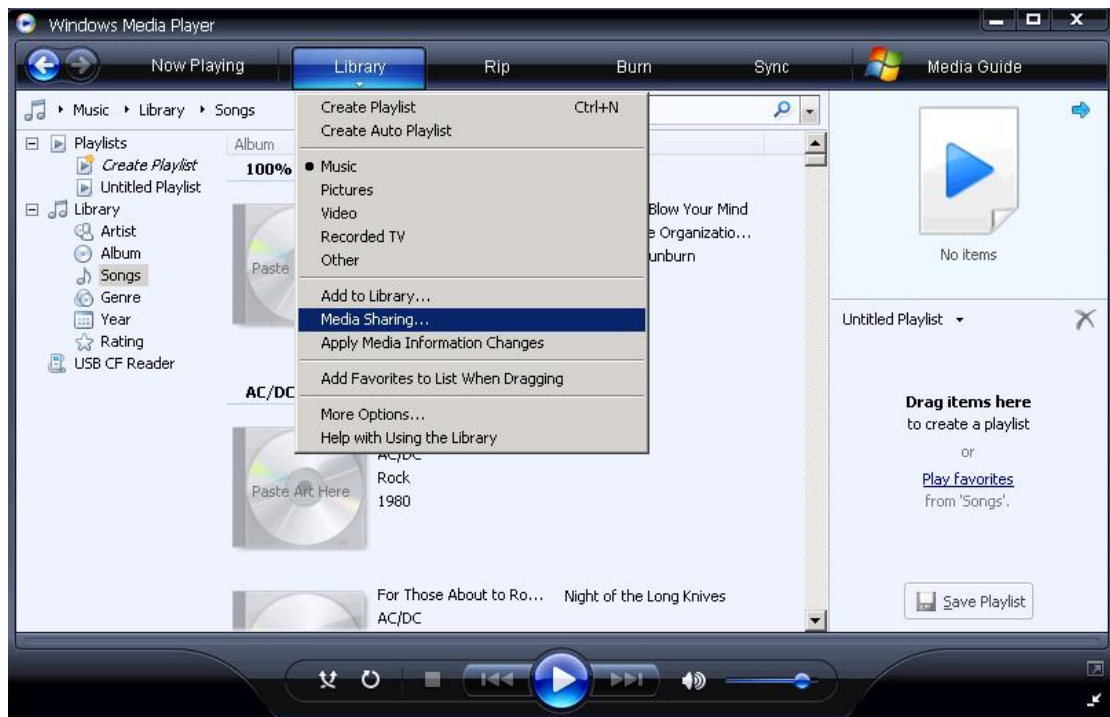 Windows Media Player
Now Playing Library Rip Burn Sync Media Guide
Music Library Songs
Create Playlist Ctrl+N
Create Auto Playlist
Music
Pictures
Video
Recorded TV
Other
Add to Library...
Media Sharing...
Apply Media Information Changes
Add Favorites to List When Dragging
More Options...
Help with Using the Library
Playlists
Create Playlist
Untitled Playlist
Library
Artist
Album
Songs
Genre
Year
Rating
USB CF Reader
Album
100%
Blow Your Mind
Organizatio...
Paste
AC/DC
AC/DC
Rock
1980
Paste Art Here
For Those About to Ro... Night of the Long Knives
AC/DC
No items
Untitled Playlist
Drag items here
to create a playlist
or
Play favorites
from 'Songs'.
Save Playlist